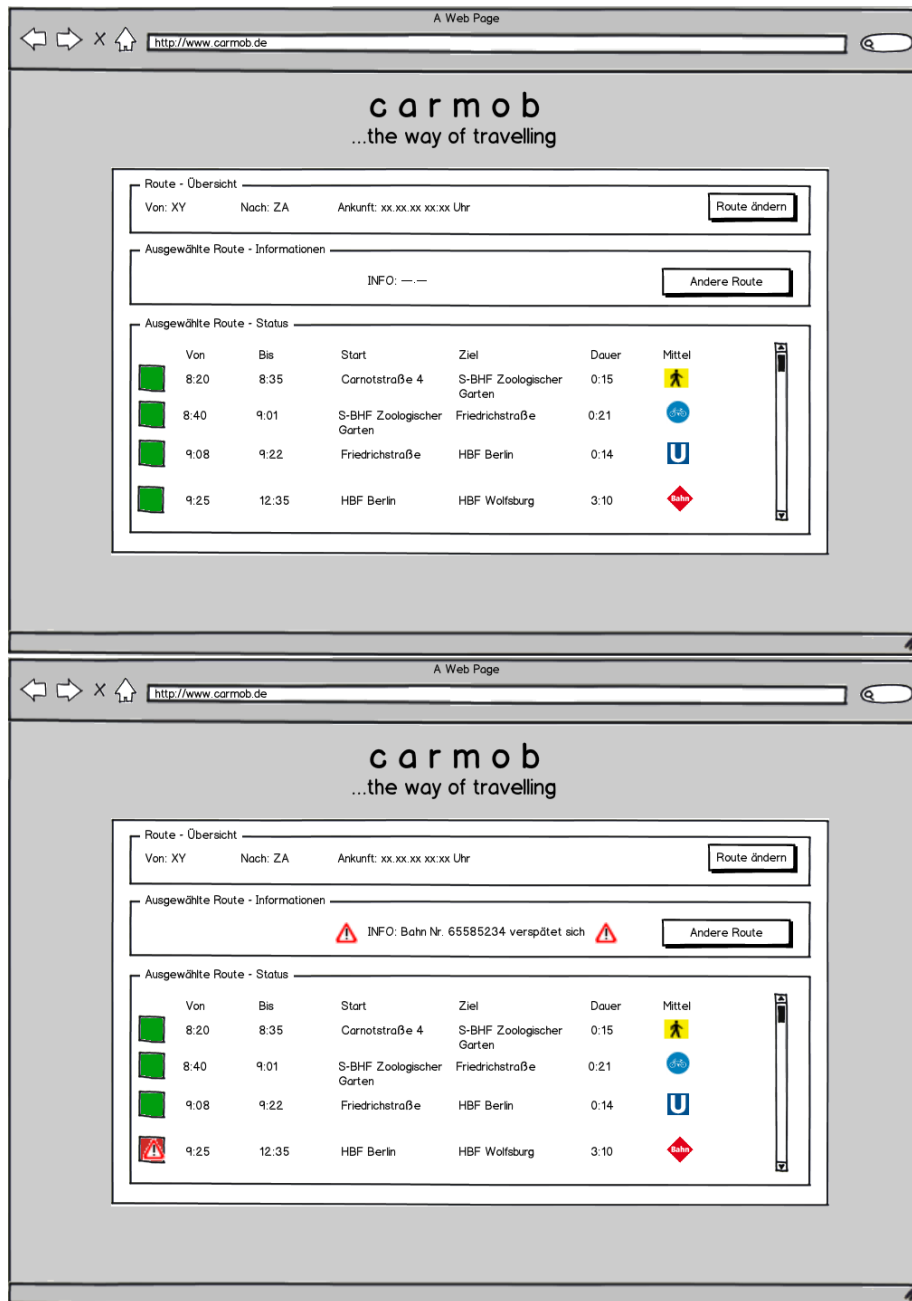 A Web Page
http://www.carmob.de
carmob
...the way of travelling
Route - Übersicht
Von: XY Nach: ZA Ankunft: xx.xx.xx xx:xx Uhr Route ändern
Ausgewählte Route - Informationen
INFO: —.— Andere Route
Ausgewählte Route - Status
Von Bis Start Ziel Dauer Mittel
8:20 8:35 Carnotstraße 4 S-BHF Zoologischer 0:15
Garten
8:40 9:01 S-BHF Zoologischer Friedrichstraße 0:21
Garten
9:08 9:22 Friedrichstraße HBF Berlin 0:14 U
9:25 12:35 HBF Berlin HBF Wolfsburg 3:10 Bahn
A Web Page
http://www.carmob.de
carmob
...the way of travelling
Route - Übersicht
Von: XY Nach: ZA Ankunft: xx.xx.xx xx:xx Uhr Route ändern
Ausgewählte Route - Informationen
INFO: Bahn Nr. 65585234 verspätet sich Andere Route
Ausgewählte Route - Status
Von Bis Start Ziel Dauer Mittel
8:20 8:35 Carnotstraße 4 S-BHF Zoologischer 0:15
Garten
8:40 9:01 S-BHF Zoologischer Friedrichstraße 0:21
Garten
9:08 9:22 Friedrichstraße HBF Berlin 0:14 U
9:25 12:35 HBF Berlin HBF Wolfsburg 3:10 Bahn